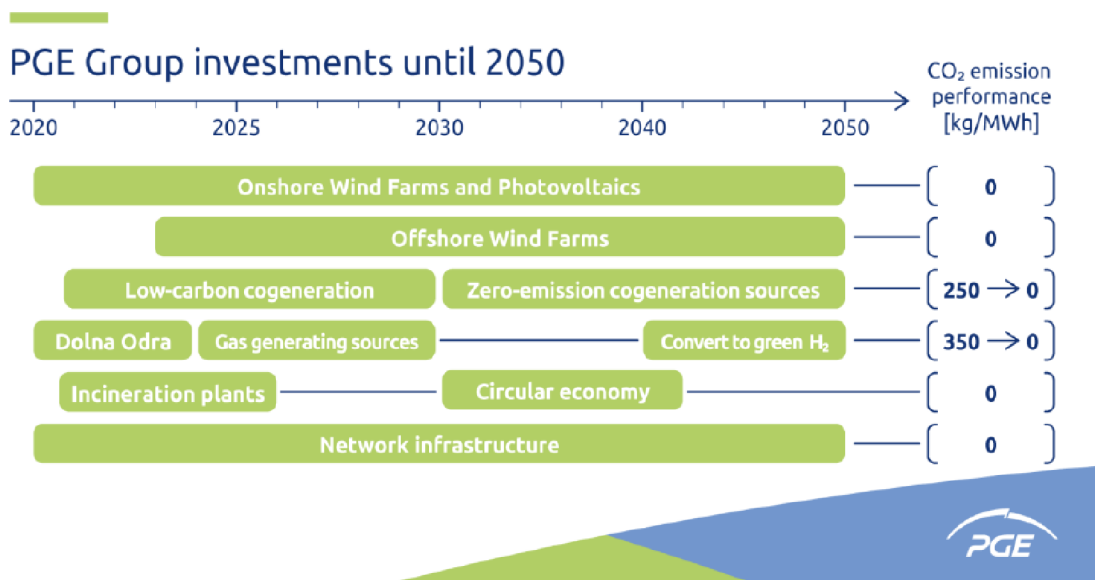 PGE Group investments until 2050
CO₂ emission
performance
[kg/MWh]
2020 2025 2030 2040 2050
Onshore Wind Farms and Photovoltaics 0
Offshore Wind Farms 0
Low-carbon cogeneration Zero-emission cogeneration sources 250 → 0
Dolna Odra Gas generating sources Convert to green H₂ 350 → 0
Incineration plants Circular economy 0
Network infrastructure 0
PGE